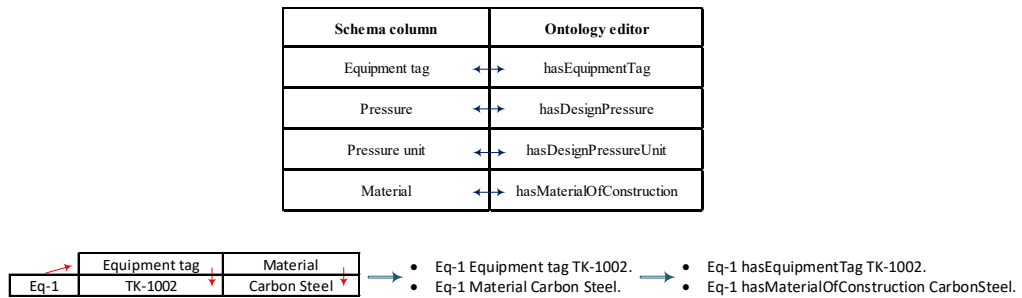 Schema column Ontology editor
Equipment tag hasEquipmentTag
Pressure hasDesignPressure
Pressure unit hasDesignPressureUnit
Material hasMaterialOfConstruction
Equipment tag Material
Eq-1 TK-1002 Carbon Steel
• Eq-1 Equipment tag TK-1002.
• Eq-1 Material Carbon Steel.
• Eq-1 hasEquipmentTag TK-1002.
• Eq-1 hasMaterialOfConstruction CarbonSteel.